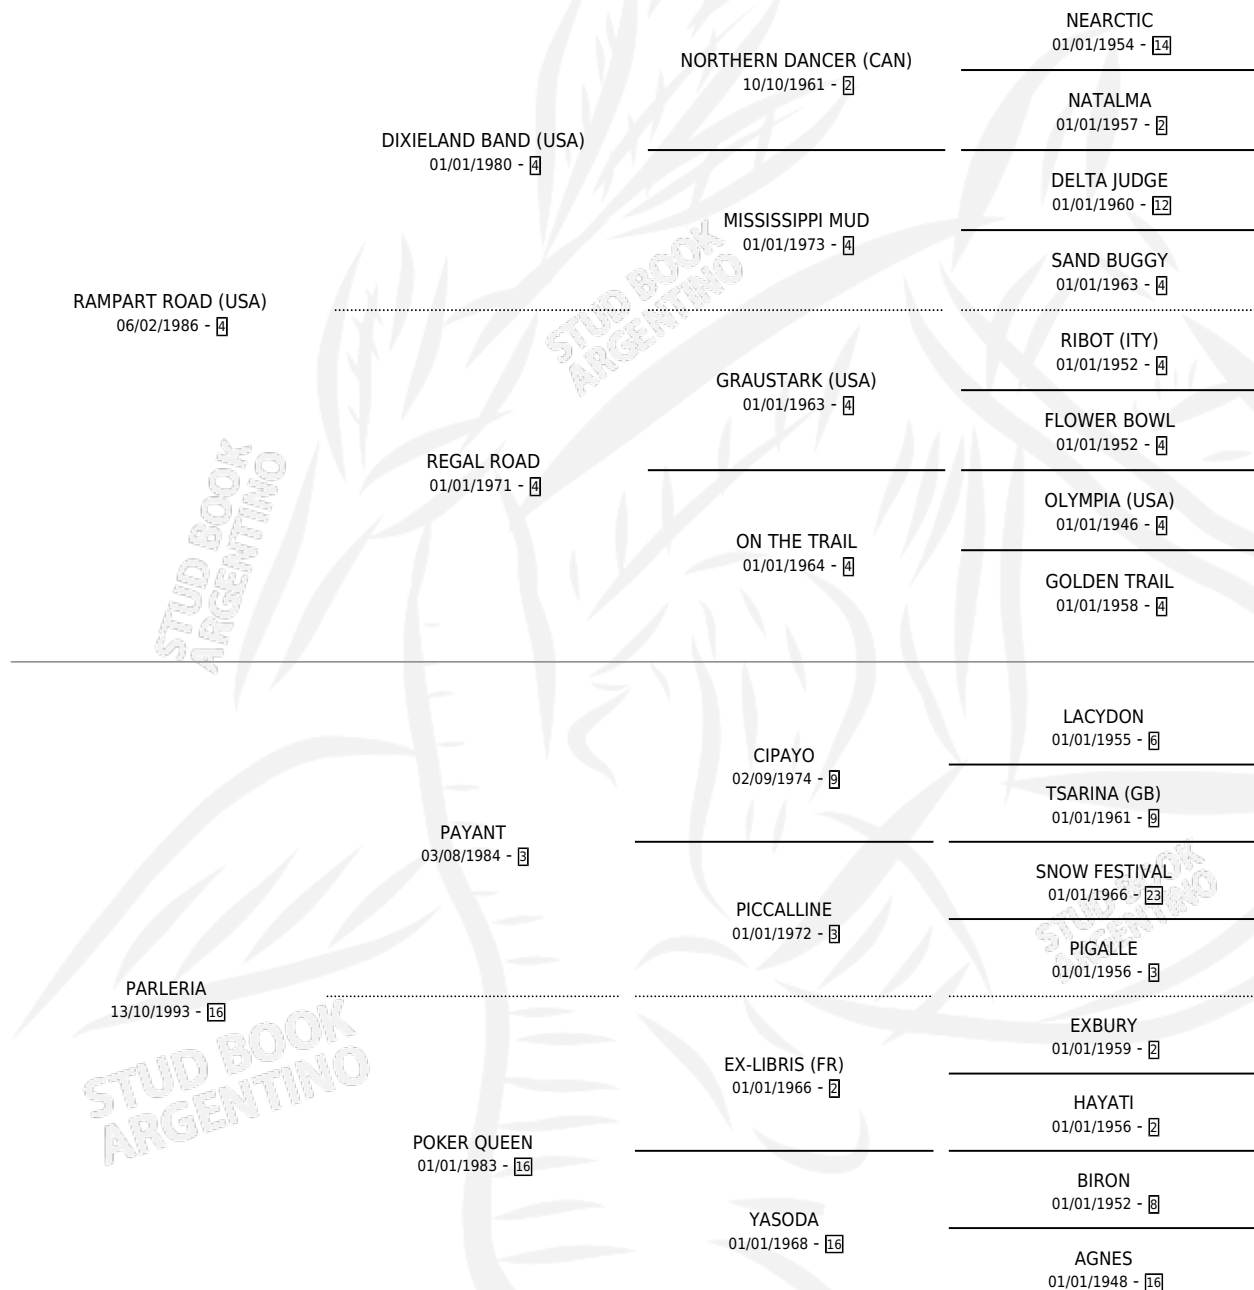 NEARCTIC
01/01/1954 - 14
NORTHERN DANCER (CAN)
10/10/1961 - 2
NATALMA
01/01/1957 - 2
DIXIELAND BAND (USA)
01/01/1980 - 4
DELTA JUDGE
01/01/1960 - 12
MISSISSIPPI MUD
01/01/1973 - 4
SAND BUGGY
01/01/1963 - 4
RAMPART ROAD (USA)
06/02/1986 - 4
STUD BOOK
ARGENTINO
RIBOT (ITY)
01/01/1952 - 4
GRAUSTARK (USA)
01/01/1963 - 4
FLOWER BOWL
01/01/1952 - 4
REGAL ROAD
01/01/1971 - 4
OLYMPIA (USA)
01/01/1946 - 4
ON THE TRAIL
01/01/1964 - 4
GOLDEN TRAIL
01/01/1958 - 4
STUD BOOK
ARGENTINO
LACYDON
01/01/1955 - 6
CIPAYO
02/09/1974 - 9
TSARINA (GB)
01/01/1961 - 9
PAYANT
03/08/1984 - 3
SNOW FESTIVAL
01/01/1966 - 23
PICCALLINE
01/01/1972 - 3
STUD BOOK
ARGENTINO
PIGALLE
01/01/1956 - 3
PARLERIA
13/10/1993 - 16
EXBURY
01/01/1959 - 2
EX-LIBRIS (FR)
01/01/1966 - 2
HAYATI
01/01/1956 - 2
STUD BOOK
ARGENTINO
POKER QUEEN
01/01/1983 - 16
BIRON
01/01/1952 - 8
YASODA
01/01/1968 - 16
AGNES
01/01/1948 - 16